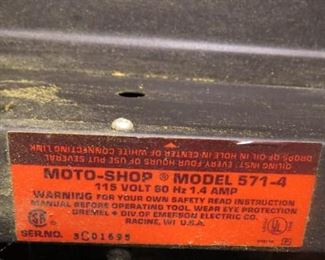 OILING INST: EVERY FOUR HOURS OF USE PUT SEVERAL
DROPS OF OIL IN HOLE IN CENTER OF WHITE CONNECTING LINK
MOTO-SHOP ® MODEL 571-4
115 VOLT 60 Hz 1.4 AMP
WARNING FOR YOUR OWN SAFETY READ INSTRUCTION
MANUAL BEFORE OPERATING TOOL. WEAR EYE PROTECTION
DREMEL • DIV. OF EMERSON ELECTRIC CO.
RACINE, WI U.S.A.
SER.NO. 3C01695